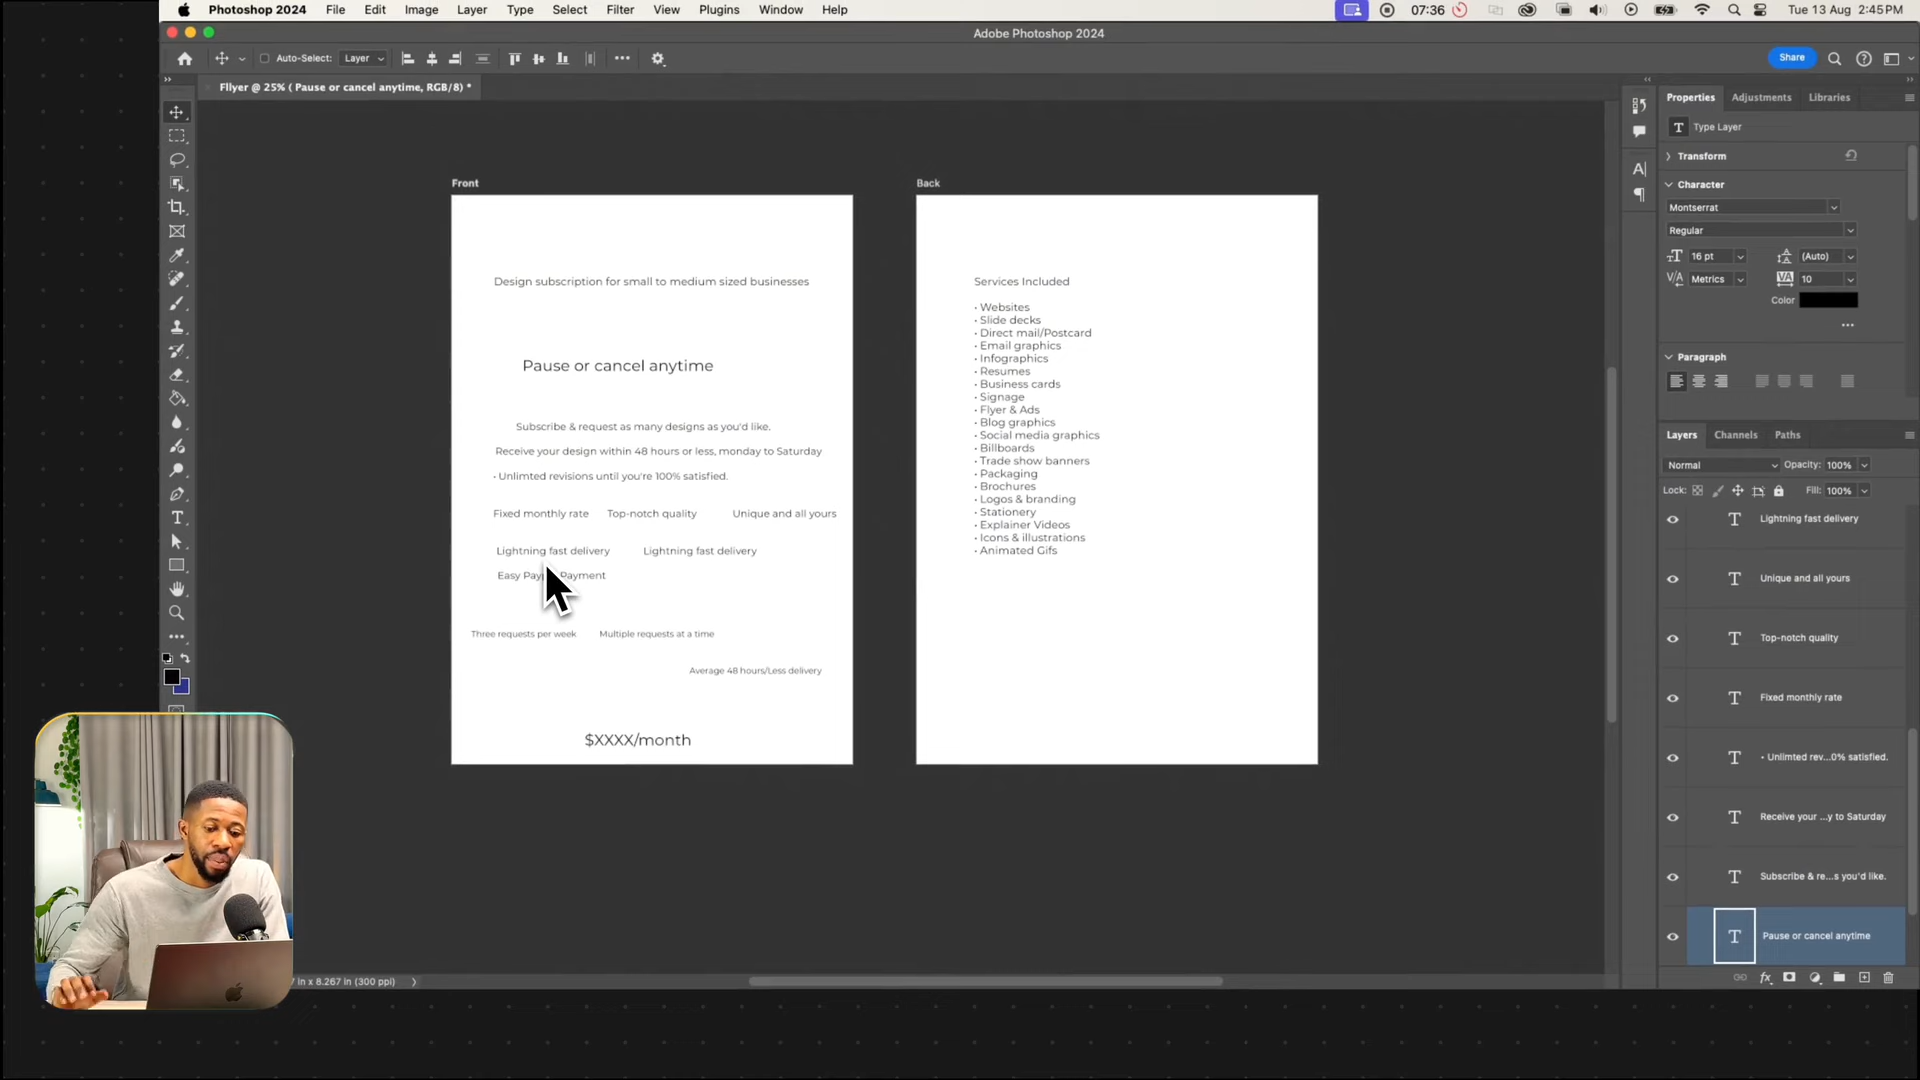 Photoshop 2024 File Edit Image Layer Type Select Filter View Plugins Window Help 07:36 Tue 13 Aug 2:45PM
Adobe Photoshop 2024
Auto-Select: Layer Share
Fllyer @ 25% ( Pause or cancel anytime, RGB/8) *
Properties Adjustments Libraries
T Type Layer
Transform
Character
Montserrat
Regular
16 pt (Auto)
Metrics 10
Color
Paragraph
Layers Channels Paths
Normal Opacity: 100%
Lock: Fill: 100%
T Lightning fast delivery
T Unique and all yours
T Top-notch quality
T Fixed monthly rate
T • Unlimted rev...0% satisfied.
T Receive your ...y to Saturday
T Subscribe & re...s you'd like.
T Pause or cancel anytime
Front
Design subscription for small to medium sized businesses
Pause or cancel anytime
Subscribe & request as many designs as you'd like.
Receive your design within 48 hours or less, monday to Saturday
• Unlimted revisions until you're 100% satisfied.
Fixed monthly rate Top-notch quality Unique and all yours
Lightning fast delivery Lightning fast delivery
Easy Payment
Three requests per week Multiple requests at a time
Average 48 hours/Less delivery
$XXXX/month
Back
Services Included
• Websites
• Slide decks
• Direct mail/Postcard
• Email graphics
• Infographics
• Resumes
• Business cards
• Signage
• Flyer & Ads
• Blog graphics
• Social media graphics
• Billboards
• Trade show banners
• Packaging
• Brochures
• Logos & branding
• Stationery
• Explainer Videos
• Icons & illustrations
• Animated Gifs
in x 8.267 in (300 ppi)